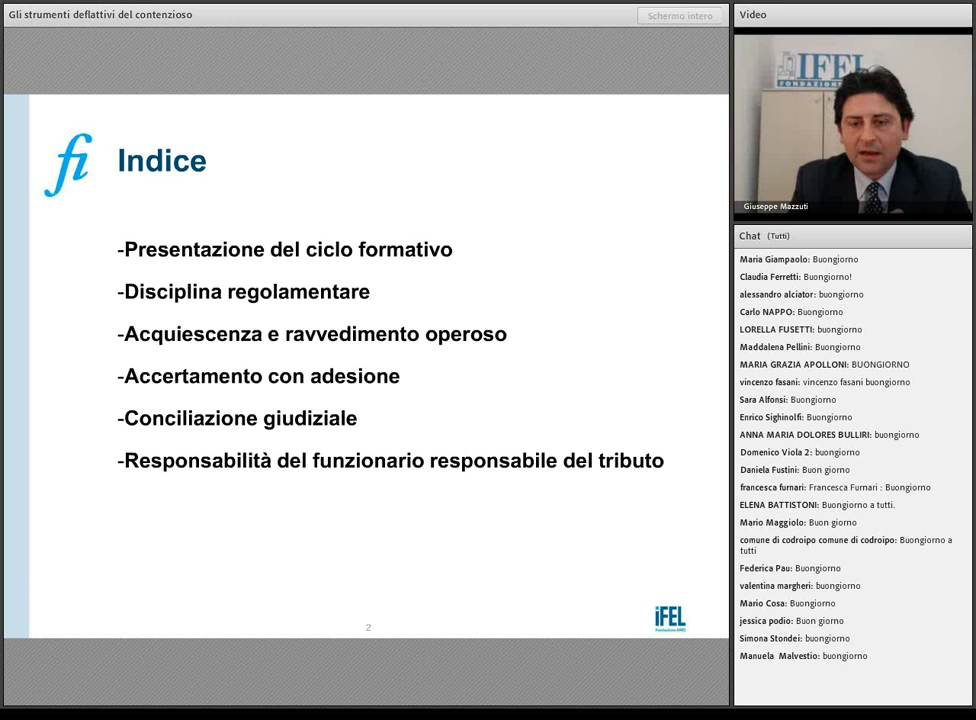 Gli strumenti deflattivi del contenzioso
Schermo intero
fi
Indice
-Presentazione del ciclo formativo
-Disciplina regolamentare
-Acquiescenza e ravvedimento operoso
-Accertamento con adesione
-Conciliazione giudiziale
-Responsabilità del funzionario responsabile del tributo
2
iFEL
Video
IFEL
Giuseppe Mazzuti
Chat (Tutti)
Maria Giampaolo: Buongiorno
Claudia Ferretti: Buongiorno!
alessandro alciator: buongiorno
Carlo NAPPO: Buongiorno
LORELLA FUSETTI: buongiorno
Maddalena Pellini: Buongiorno
MARIA GRAZIA APOLLONI: BUONGIORNO
vincenzo fasani: vincenzo fasani buongiorno
Sara Alfonsi: Buongiorno
Enrico Sighinolfi: Buongiorno
ANNA MARIA DOLORES BULLIRI: buongiorno
Domenico Viola 2: buongiorno
Daniela Fustini: Buon giorno
francesca furnari: Francesca Furnari : Buongiorno
ELENA BATTISTONI: Buongiorno a tutti.
Mario Maggiolo: Buon giorno
comune di codroipo comune di codroipo: Buongiorno a
tutti
Federica Pau: Buongiorno
valentina margheri: buongiorno
Mario Cosa: Buongiorno
jessica podio: Buon giorno
Simona Stondei: buongiorno
Manuela Malvestio: buongiorno